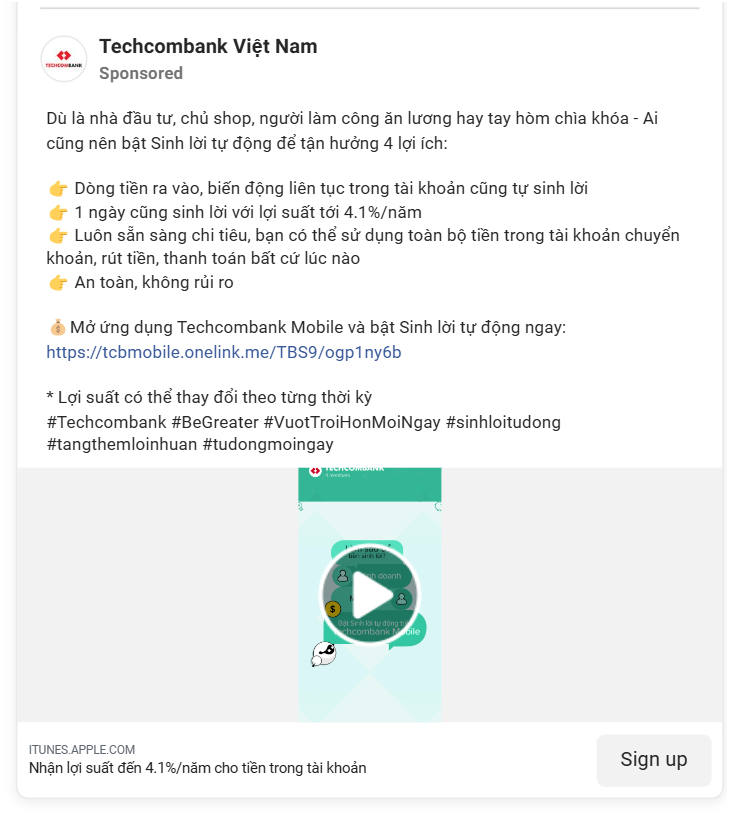 Techcombank Việt Nam
TECHCOMBANK
Sponsored
Dù là nhà đầu tư, chủ shop, người làm công ăn lương hay tay hòm chìa khóa - Ai
cũng nên bật Sinh lời tự động để tận hưởng 4 lợi ích:
👉 Dòng tiền ra vào, biến động liên tục trong tài khoản cũng tự sinh lời
👉 1 ngày cũng sinh lời với lợi suất tới 4.1%/năm
👉 Luôn sẵn sàng chi tiêu, bạn có thể sử dụng toàn bộ tiền trong tài khoản chuyển
khoản, rút tiền, thanh toán bất cứ lúc nào
👉 An toàn, không rủi ro
💰 Mở ứng dụng Techcombank Mobile và bật Sinh lời tự động ngay:
https://tcbmobile.onelink.me/TBS9/ogp1ny6b
* Lợi suất có thể thay đổi theo từng thời kỳ
#Techcombank #BeGreater #VuotTroiHonMoiNgay #sinhloitudong
#tangthemloinhuan #tudongmoingay
TECHCOMBANK
tiền sinh lời?
doanh
Bật Sinh lời tự động
Techcombank Mobile
ITUNES.APPLE.COM
Nhận lợi suất đến 4.1%/năm cho tiền trong tài khoản
Sign up